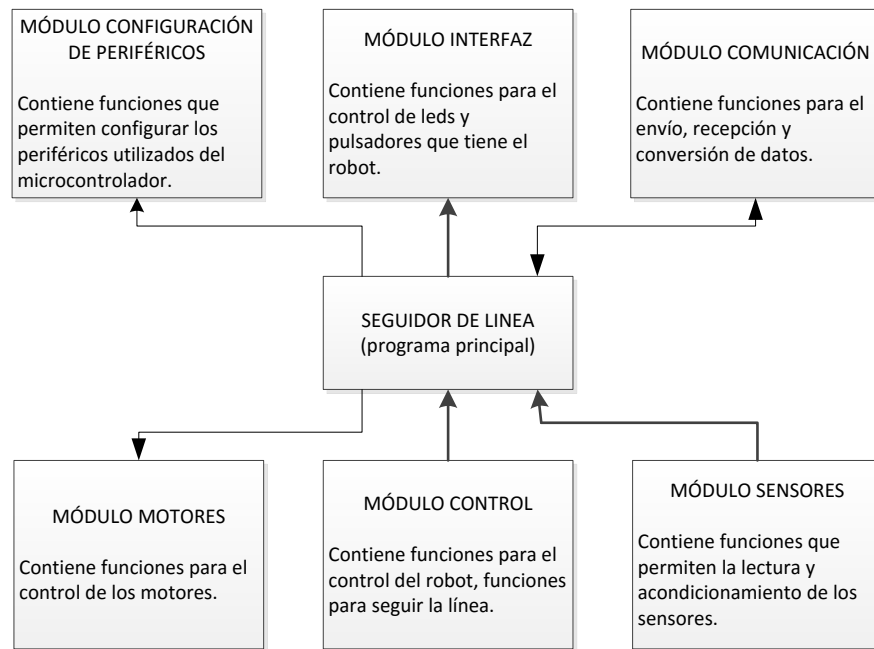 MÓDULO CONFIGURACIÓN
DE PERIFÉRICOS
Contiene funciones que
permiten configurar los
periféricos utilizados del
microcontrolador.
MÓDULO INTERFAZ
Contiene funciones para el
control de leds y
pulsadores que tiene el
robot.
MÓDULO COMUNICACIÓN
Contiene funciones para el
envío, recepción y
conversión de datos.
SEGUIDOR DE LINEA
(programa principal)
MÓDULO MOTORES
Contiene funciones para el
control de los motores.
MÓDULO CONTROL
Contiene funciones para el
control del robot, funciones
para seguir la línea.
MÓDULO SENSORES
Contiene funciones que
permiten la lectura y
acondicionamiento de los
sensores.